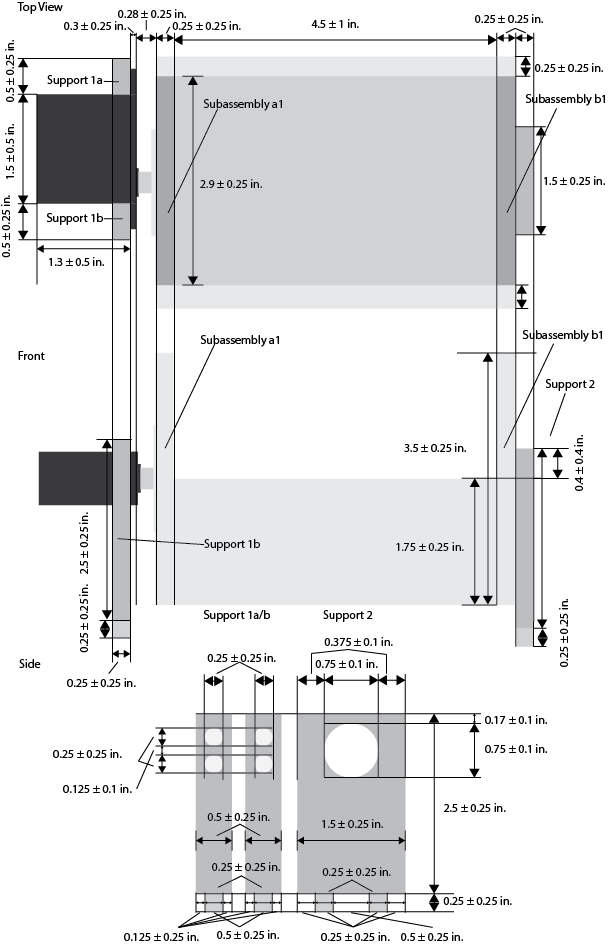 Top View
0.28 ± 0.25 in.
0.3 ± 0.25 in.
0.25 ± 0.25 in.
4.5 ± 1 in.
0.25 ± 0.25 in.
0.5 ± 0.25 in.
Support 1a
0.25 ± 0.25 in.
Subassembly a1
Subassembly b1
1.5 ± 0.5 in.
2.9 ± 0.25 in.
1.5 ± 0.25 in.
Support 1b
0.5 ± 0.25 in.
1.3 ± 0.5 in.
Front
Subassembly a1
Subassembly b1
Support 2
3.5 ± 0.25 in.
0.4 ± 0.4 in.
2.5 ± 0.25 in.
Support 1b
1.75 ± 0.25 in.
0.25 ± 0.25 in.
0.25 ± 0.25 in.
Support 1a/b
Support 2
Side
0.25 ± 0.25 in.
0.25 ± 0.25 in.
0.375 ± 0.1 in.
0.75 ± 0.1 in.
0.17 ± 0.1 in.
0.25 ± 0.25 in.
0.75 ± 0.1 in.
0.125 ± 0.1 in.
2.5 ± 0.25 in.
0.5 ± 0.25 in.
1.5 ± 0.25 in.
0.25 ± 0.25 in.
0.25 ± 0.25 in.
0.25 ± 0.25 in.
0.125 ± 0.25 in.
0.5 ± 0.25 in.
0.25 ± 0.25 in.
0.5 ± 0.25 in.